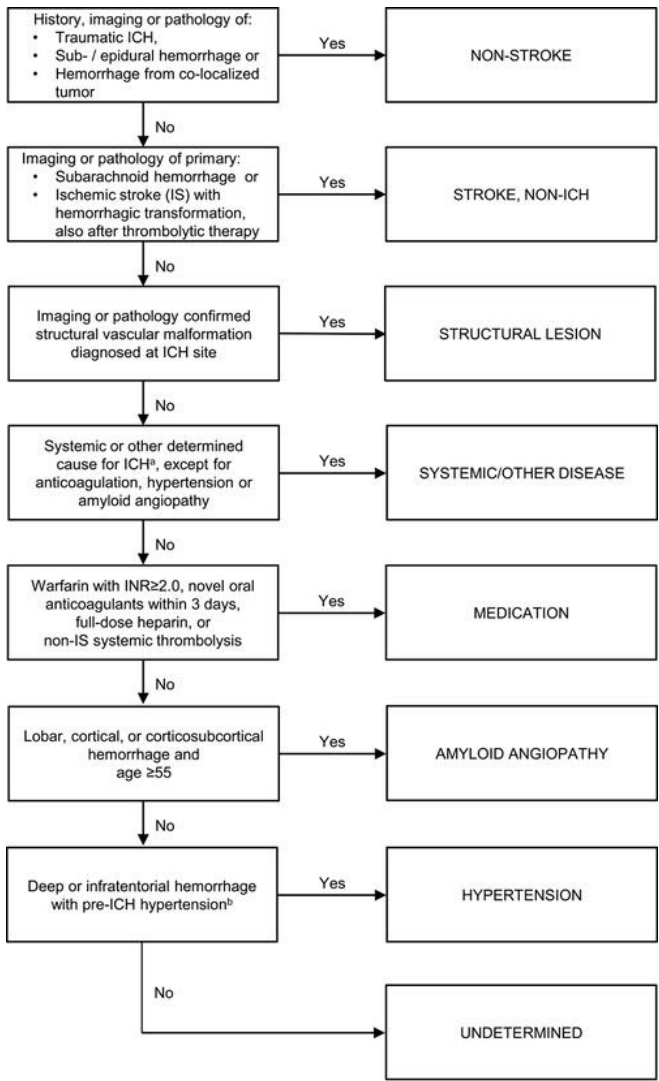 History, imaging or pathology of:
• Traumatic ICH,
• Sub- / epidural hemorrhage or
• Hemorrhage from co-localized
tumor
Yes
NON-STROKE
No
Imaging or pathology of primary:
• Subarachnoid hemorrhage or
• Ischemic stroke (IS) with
hemorrhagic transformation,
also after thrombolytic therapy
Yes
STROKE, NON-ICH
No
Imaging or pathology confirmed
structural vascular malformation
diagnosed at ICH site
Yes
STRUCTURAL LESION
No
Systemic or other determined
cause for ICHᵃ, except for
anticoagulation, hypertension or
amyloid angiopathy
Yes
SYSTEMIC/OTHER DISEASE
No
Warfarin with INR≥2.0, novel oral
anticoagulants within 3 days,
full-dose heparin, or
non-IS systemic thrombolysis
Yes
MEDICATION
No
Lobar, cortical, or corticosubcortical
hemorrhage and
age ≥55
Yes
AMYLOID ANGIOPATHY
No
Deep or infratentorial hemorrhage
with pre-ICH hypertensionᵇ
Yes
HYPERTENSION
No
UNDETERMINED